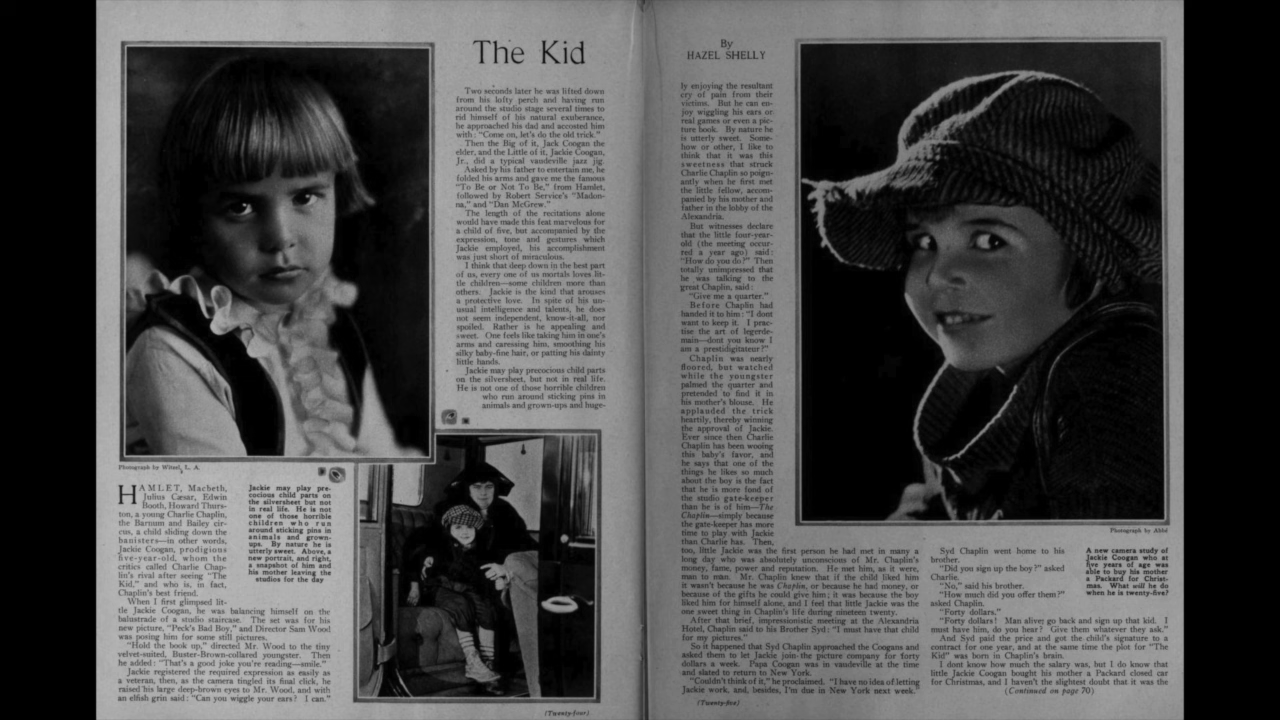 The Kid
By
HAZEL SHELLY
Photograph by Witzel, L. A.
HAMLET, Macbeth,
Julius Cæsar, Edwin
Booth, Howard Thurs-
ton, a young Charlie Chaplin,
the Barnum and Bailey cir-
cus, a child sliding down the
banisters—in other words,
Jackie Coogan, prodigious
five-year-old, whom the
critics called Charlie Chap-
lin's rival after seeing "The
Kid," and who is, in fact,
Chaplin's best friend.
When I first glimpsed lit-
tle Jackie Coogan, he was balancing himself on the
balustrade of a studio staircase. The set was for his
new picture, "Peck's Bad Boy," and Director Sam Wood
was posing him for some still pictures.
"Hold the book up," directed Mr. Wood to the tiny
velvet-suited, Buster-Brown-collared youngster. Then
he added: "That's a good joke you're reading—smile."
Jackie registered the required expression as easily as
a veteran, then, as the camera tingled its final click, he
raised his large deep-brown eyes to Mr. Wood, and with
an elfish grin said: "Can you wiggle your ears? I can."
Jackie may play pre-
cocious child parts on
the silversheet but not
in real life. He is not
one of those horrible
children who run
around sticking pins in
animals and grown-
ups. By nature he is
utterly sweet. Above, a
new portrait, and right,
a snapshot of him and
his mother leaving the
studios for the day
Two seconds later he was lifted down
from his lofty perch and having run
around the studio stage several times to
rid himself of his natural exuberance,
he approached his dad and accosted him
with: "Come on, let's do the old trick."
Then the Big of it, Jack Coogan the
elder, and the Little of it, Jackie Coogan,
Jr., did a typical vaudeville jazz jig.
Asked by his father to entertain me, he
folded his arms and gave me the famous
"To Be or Not To Be," from Hamlet,
followed by Robert Service's "Madon-
na," and "Dan McGrew."
The length of the recitations alone
would have made this feat marvelous for
a child of five, but accompanied by the
expression, tone and gestures which
Jackie employed, his accomplishment
was just short of miraculous.
I think that deep down in the best part
of us, every one of us mortals loves lit-
tle children—some children more than
others. Jackie is the kind that arouses
a protective love. In spite of his un-
usual intelligence and talents, he does
not seem independent, know-it-all, nor
spoiled. Rather is he appealing and
sweet. One feels like taking him in one's
arms and caressing him, smoothing his
silky baby-fine hair, or patting his dainty
little hands.
Jackie may play precocious child parts
on the silversheet, but not in real life.
He is not one of those horrible children
who run around sticking pins in
animals and grown-ups and huge-
(Twenty-four)
ly enjoying the resultant
cry of pain from their
victims. But he can en-
joy wiggling his ears or
real games or even a pic-
ture book. By nature he
is utterly sweet. Some-
how or other, I like to
think that it was this
sweetness that struck
Charlie Chaplin so poign-
antly when he first met
the little fellow, accom-
panied by his mother and
father in the lobby of the
Alexandria.
But witnesses declare
that the little four-year-
old (the meeting occur-
red a year ago) said:
"How do you do?" Then
totally unimpressed that
he was talking to the
great Chaplin, said:
"Give me a quarter."
Before Chaplin had
handed it to him: "I dont
want to keep it. I prac-
tise the art of legerde-
main—dont you know I
am a prestidigitateur?"
Chaplin was nearly
floored, but watched
while the youngster
palmed the quarter and
pretended to find it in
his mother's blouse. He
applauded the trick
heartily, thereby winning
the approval of Jackie.
Ever since then Charlie
Chaplin has been wooing
this baby's favor, and
he says that one of the
things he likes so much
about the boy is the fact
that he is more fond of
the studio gate-keeper
than he is of him—The
Chaplin—simply because
the gate-keeper has more
time to play with Jackie
than Charlie has. Then,
too, little Jackie was the first person he had met in many a
long day who was absolutely unconscious of Mr. Chaplin's
money, fame, power and reputation. He met him, as it were,
man to man. Mr. Chaplin knew that if the child liked him
it wasn't because he was Chaplin, or because he had money, or
because of the gifts he could give him; it was because the boy
liked him for himself alone, and I feel that little Jackie was the
one sweet thing in Chaplin's life during nineteen twenty.
After that brief, impressionistic meeting at the Alexandria
Hotel, Chaplin said to his Brother Syd: "I must have that child
for my pictures."
So it happened that Syd Chaplin approached the Coogans and
asked them to let Jackie join the picture company for forty
dollars a week. Papa Coogan was in vaudeville at the time
and slated to return to New York.
"Couldn't think of it," he proclaimed. "I have no idea of letting
Jackie work, and, besides, I'm due in New York next week."
(Twenty-five)
Photograph by Abbé
Syd Chaplin went home to his
brother.
"Did you sign up the boy?" asked
Charlie.
"No," said his brother.
"How much did you offer them?"
asked Chaplin.
"Forty dollars."
"Forty dollars! Man alive; go back and sign up that kid. I
must have him, do you hear? Give them whatever they ask."
And Syd paid the price and got the child's signature to a
contract for one year, and at the same time the plot for "The
Kid" was born in Chaplin's brain.
I dont know how much the salary was, but I do know that
little Jackie Coogan bought his mother a Packard closed car
for Christmas, and I haven't the slightest doubt that it was the
(Continued on page 70)
A new camera study of
Jackie Coogan who at
five years of age was
able to buy his mother
a Packard for Christ-
mas. What will he do
when he is twenty-five?